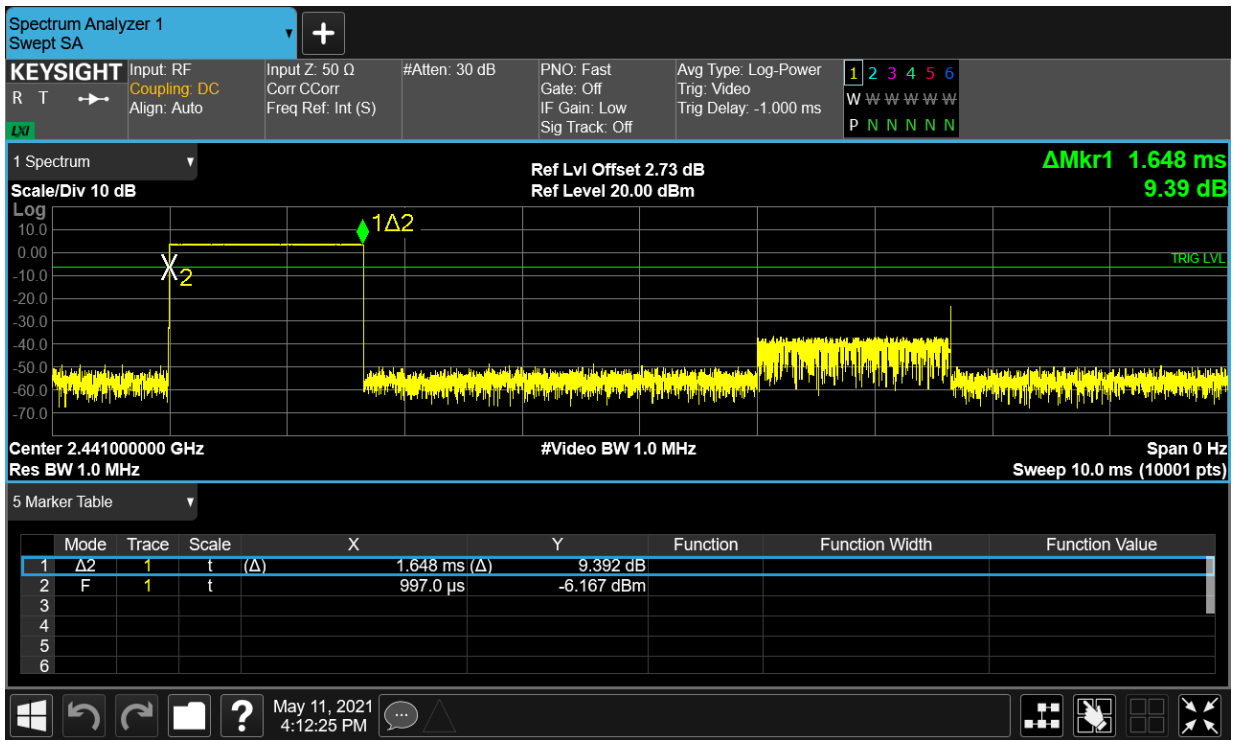 Spectrum Analyzer 1
Swept SA
KEYSIGHT Input: RF Input Z: 50 Ω #Atten: 30 dB PNO: Fast Avg Type: Log-Power 1 2 3 4 5 6
R T Coupling: DC Corr CCorr Gate: Off Trig: Video W W W W W W
Align: Auto Freq Ref: Int (S) IF Gain: Low Trig Delay: -1.000 ms
LXI Sig Track: Off P N N N N N
1 Spectrum Ref Lvl Offset 2.73 dB ΔMkr1 1.648 ms
Scale/Div 10 dB Ref Level 20.00 dBm 9.39 dB
Log
1Δ2
10.0
0.00
TRIG LVL
2
-10.0
-20.0
-30.0
-40.0
-50.0
-60.0
-70.0
Center 2.441000000 GHz #Video BW 1.0 MHz Span 0 Hz
Res BW 1.0 MHz Sweep 10.0 ms (10001 pts)
5 Marker Table
Mode Trace Scale X Y Function Function Width Function Value
1 Δ2 1 t (Δ) 1.648 ms (Δ) 9.392 dB
2 F 1 t 997.0 µs -6.167 dBm
3
4
5
6
? May 11, 2021
4:12:25 PM